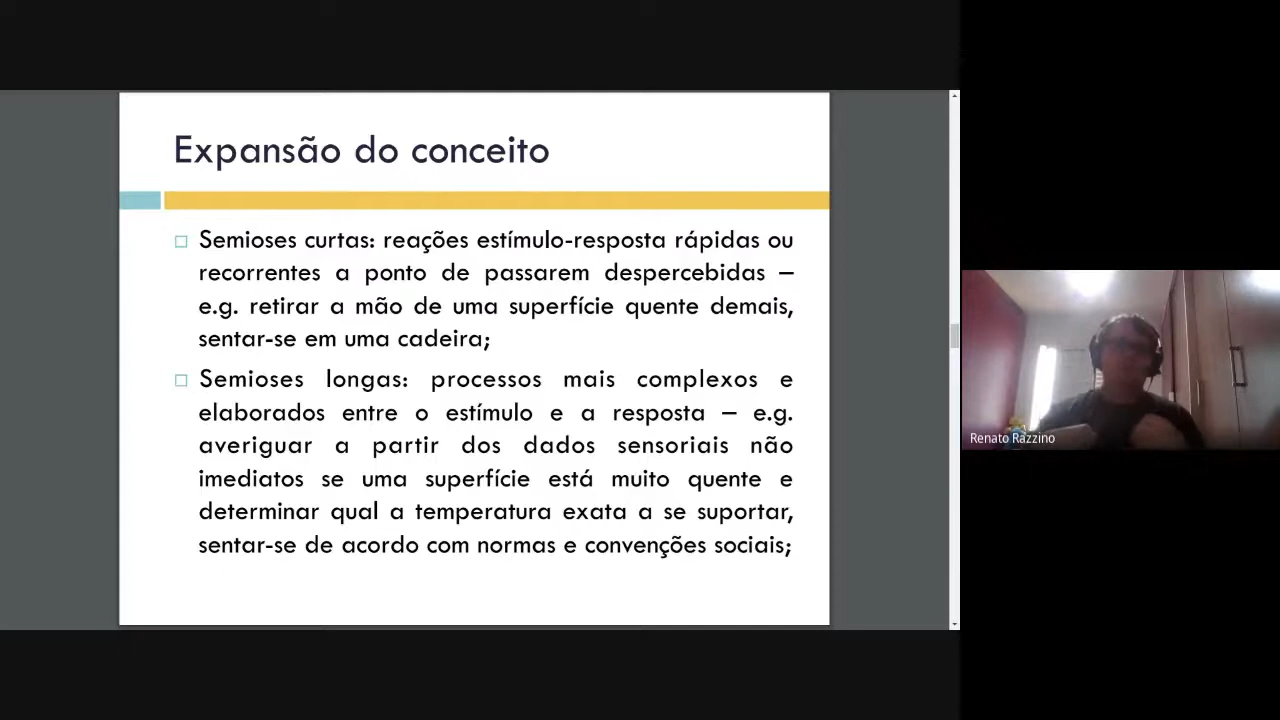 Expansão do conceito
Semioses curtas: reações estímulo-resposta rápidas ou
recorrentes a ponto de passarem despercebidas –
e.g. retirar a mão de uma superfície quente demais,
sentar-se em uma cadeira;
Semioses longas: processos mais complexos e
elaborados entre o estímulo e a resposta – e.g.
averiguar a partir dos dados sensoriais não
imediatos se uma superfície está muito quente e
determinar qual a temperatura exata a se suportar,
sentar-se de acordo com normas e convenções sociais;
Renato Razzino